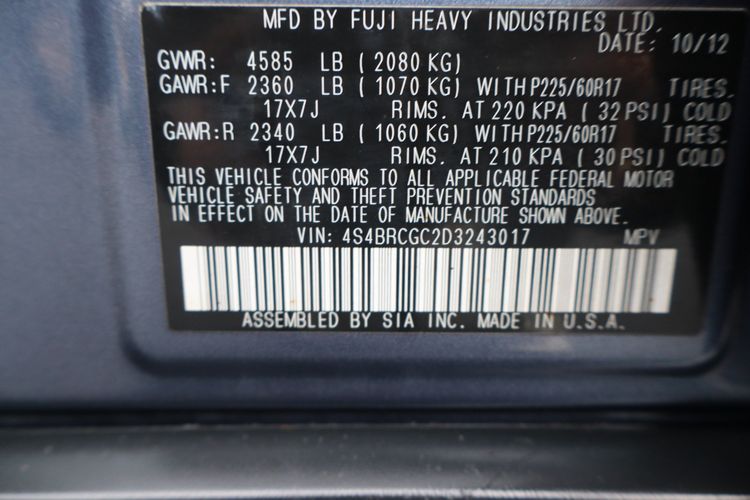 MFD BY FUJI HEAVY INDUSTRIES LTD.
DATE: 10/12
GVWR: 4585 LB (2080 KG)
GAWR:F 2360 LB (1070 KG) WITH P225/60R17 TIRES.
17X7J RIMS. AT 220 KPA (32 PSI) COLD
GAWR:R 2340 LB (1060 KG) WITH P225/60R17 TIRES.
17X7J RIMS. AT 210 KPA (30 PSI) COLD
THIS VEHICLE CONFORMS TO ALL APPLICABLE FEDERAL MOTOR
VEHICLE SAFETY AND THEFT PREVENTION STANDARDS
IN EFFECT ON THE DATE OF MANUFACTURE SHOWN ABOVE.
VIN: 4S4BRCGC2D3243017 MPV
ASSEMBLED BY SIA INC. MADE IN U.S.A.